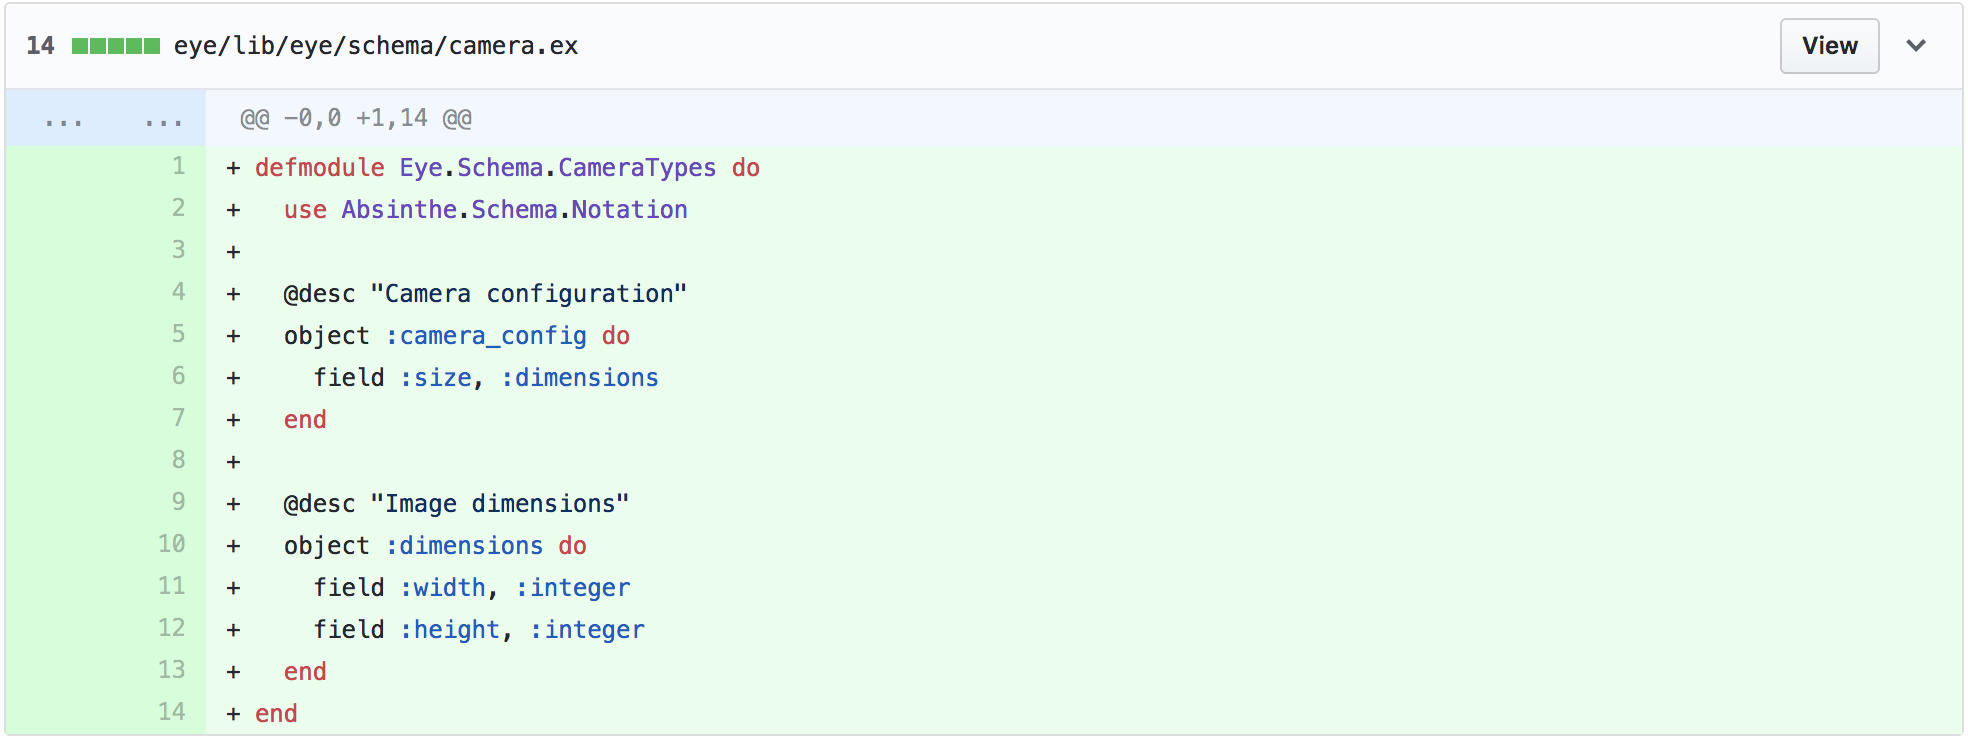 14 eye/lib/eye/schema/camera.ex View
... ... @@ -0,0 +1,14 @@
1 + defmodule Eye.Schema.CameraTypes do
2 +   use Absinthe.Schema.Notation
3 +
4 +   @desc "Camera configuration"
5 +   object :camera_config do
6 +     field :size, :dimensions
7 +   end
8 +
9 +   @desc "Image dimensions"
10 +   object :dimensions do
11 +     field :width, :integer
12 +     field :height, :integer
13 +   end
14 + end